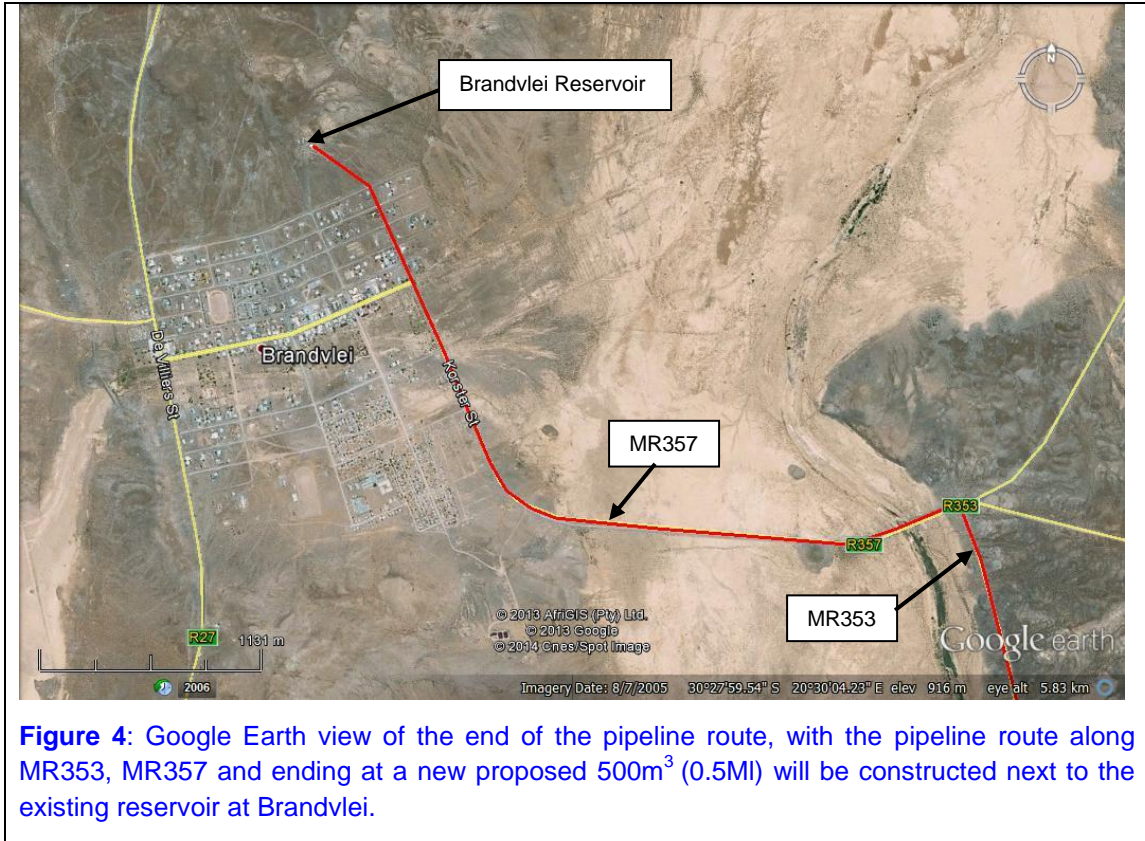 Brandvlei Reservoir
N
De Villiers St
Brandvlei
Korster St
MR357
R353
R357
MR353
© 2013 AfriGIS (Pty) Ltd.
© 2013 Google
© 2014 Cnes/Spot Image
R27
1131 m
Google earth
2006
Imagery Date: 8/7/2005 30°27'59.54" S 20°30'04.23" E elev 916 m eye alt 5.83 km
Figure 4: Google Earth view of the end of the pipeline route, with the pipeline route along
MR353, MR357 and ending at a new proposed 500m³ (0.5Ml) will be constructed next to the
existing reservoir at Brandvlei.